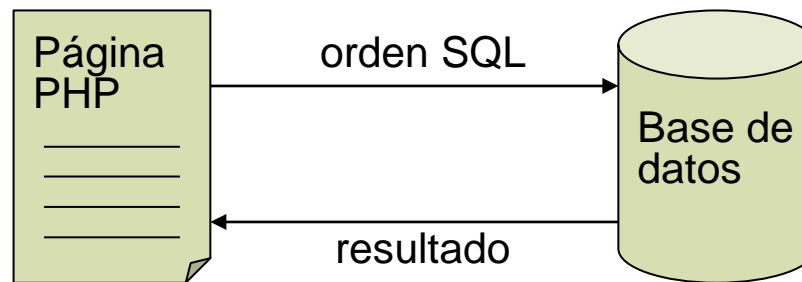 Página
PHP
orden SQL
Base de
datos
resultado